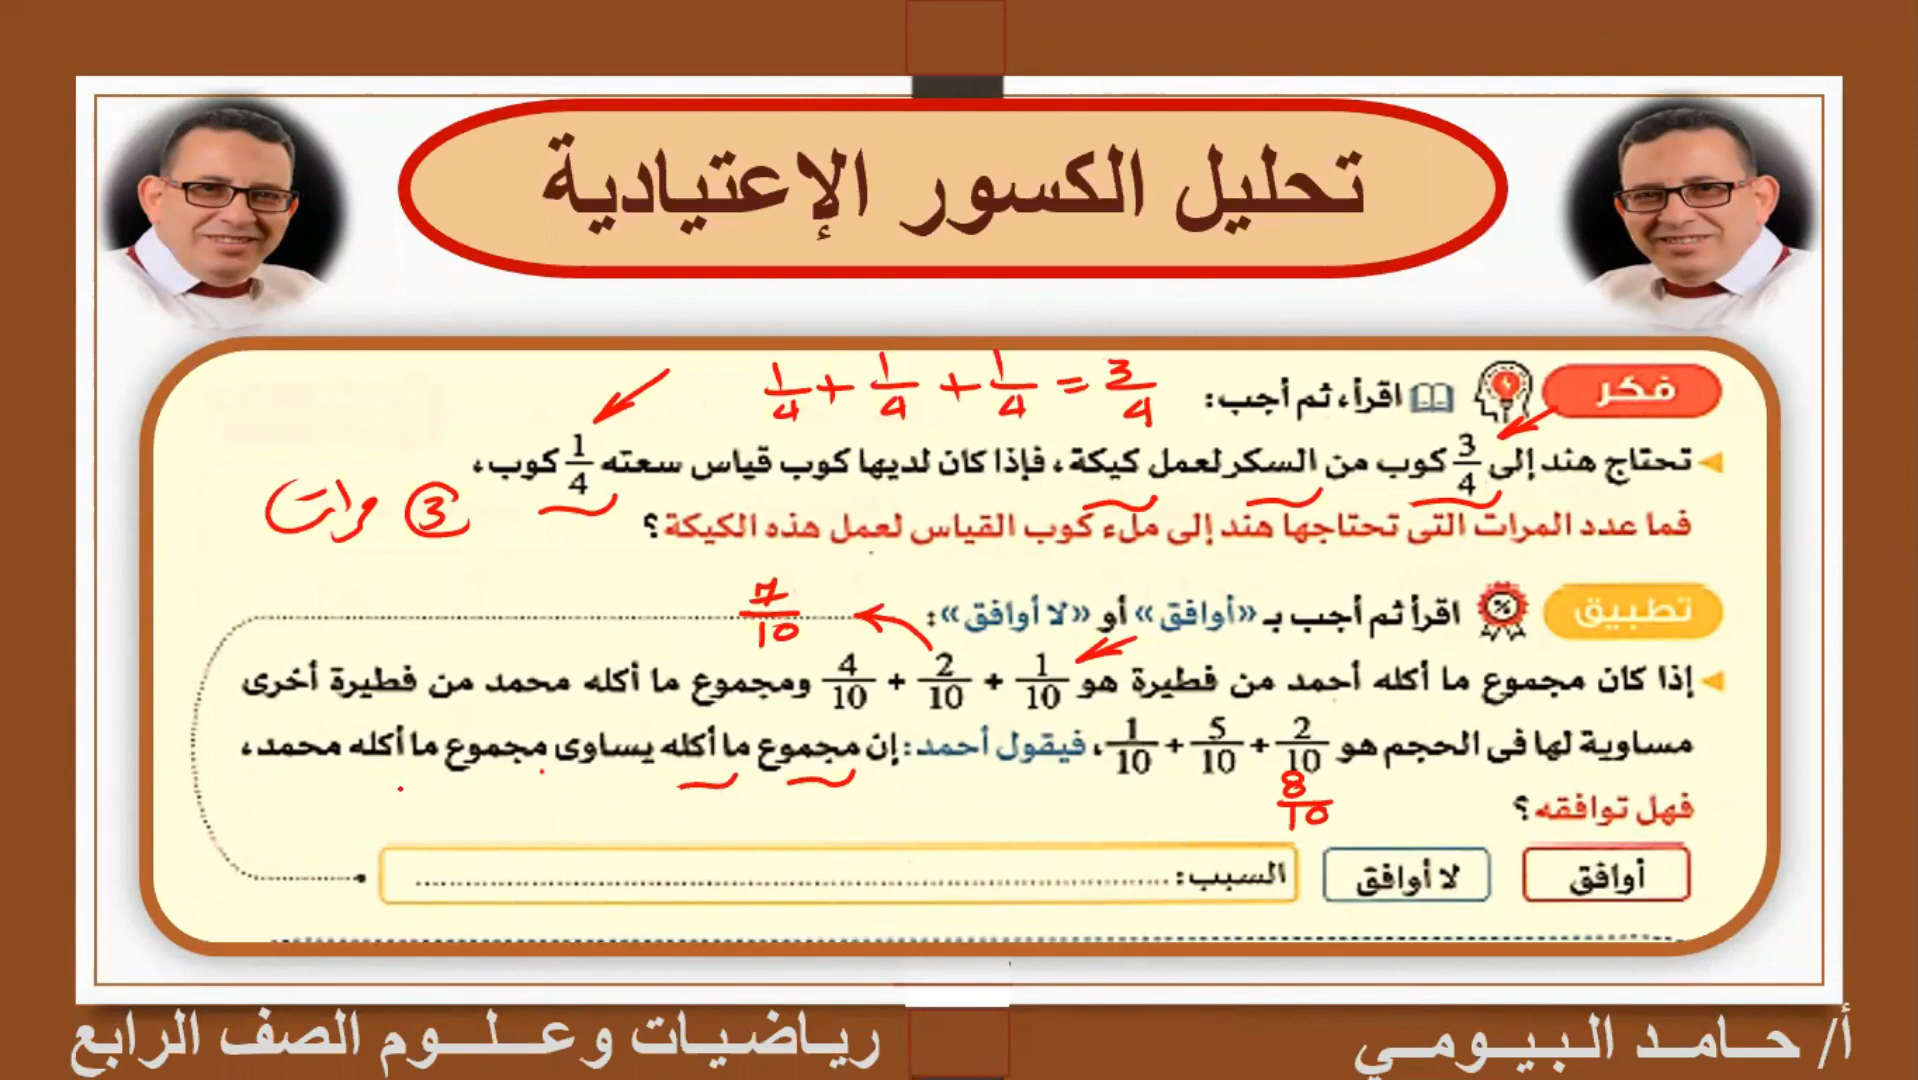 تحليل الكسور الإعتيادية
1/4 + 1/4 + 1/4 = 3/4
فكر اقرأ، ثم أجب:
تحتاج هند إلى 3/4 كوب من السكر لعمل كيكة، فإذا كان لديها كوب قياس سعته 1/4 كوب،
فما عدد المرات التى تحتاجها هند إلى ملء كوب القياس لعمل هذه الكيكة؟
3 مرات
تطبيق اقرأ ثم أجب بـ «أوافق» أو «لا أوافق»:
7/10
إذا كان مجموع ما أكله أحمد من فطيرة هو 1/10 + 2/10 + 4/10 ومجموع ما أكله محمد من فطيرة أخرى
مساوية لها فى الحجم هو 2/10 + 5/10 + 1/10، فيقول أحمد: إن مجموع ما أكله يساوى مجموع ما أكله محمد،
8/10
فهل توافقه؟
أوافق لا أوافق السبب: ........................
أ/ حـامـد الـبـيـومـي
ريـاضـيـات وعـلـوم الصف الرابع